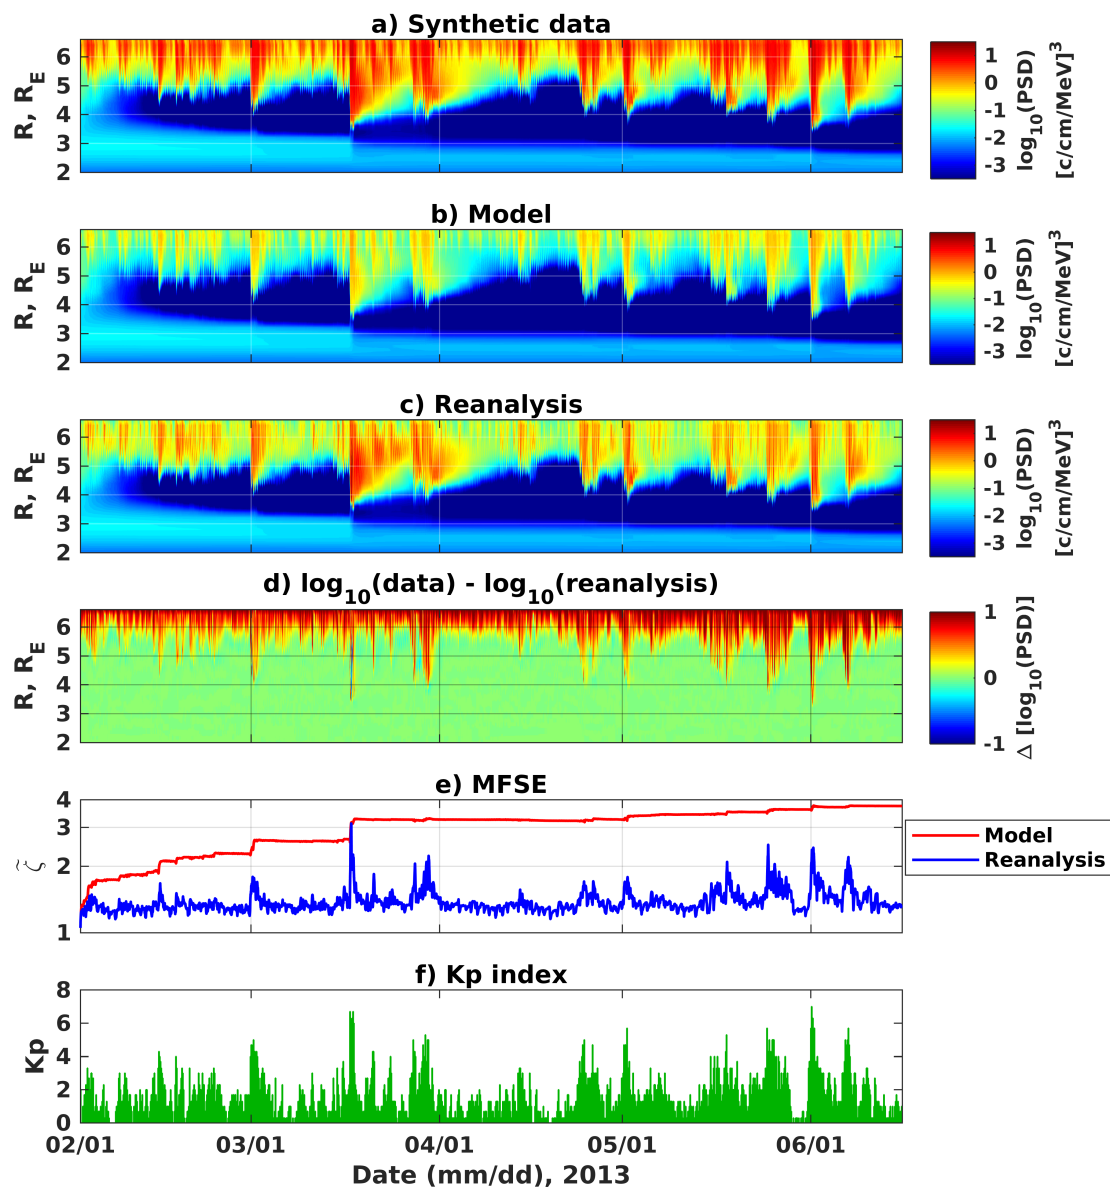 a) Synthetic data
R, R_E
6
5
4
3
2
1
0
-1
-2
-3
log10(PSD)
[c/cm/MeV]^3
b) Model
R, R_E
6
5
4
3
2
1
0
-1
-2
-3
log10(PSD)
[c/cm/MeV]^3
c) Reanalysis
R, R_E
6
5
4
3
2
1
0
-1
-2
-3
log10(PSD)
[c/cm/MeV]^3
d) log10(data) - log10(reanalysis)
R, R_E
6
5
4
3
2
1
0
-1
Δ [log10(PSD)]
e) MFSE
ζ̃
4
3
2
1
Model
Reanalysis
f) Kp index
Kp
8
6
4
2
0
02/01 03/01 04/01 05/01 06/01
Date (mm/dd), 2013